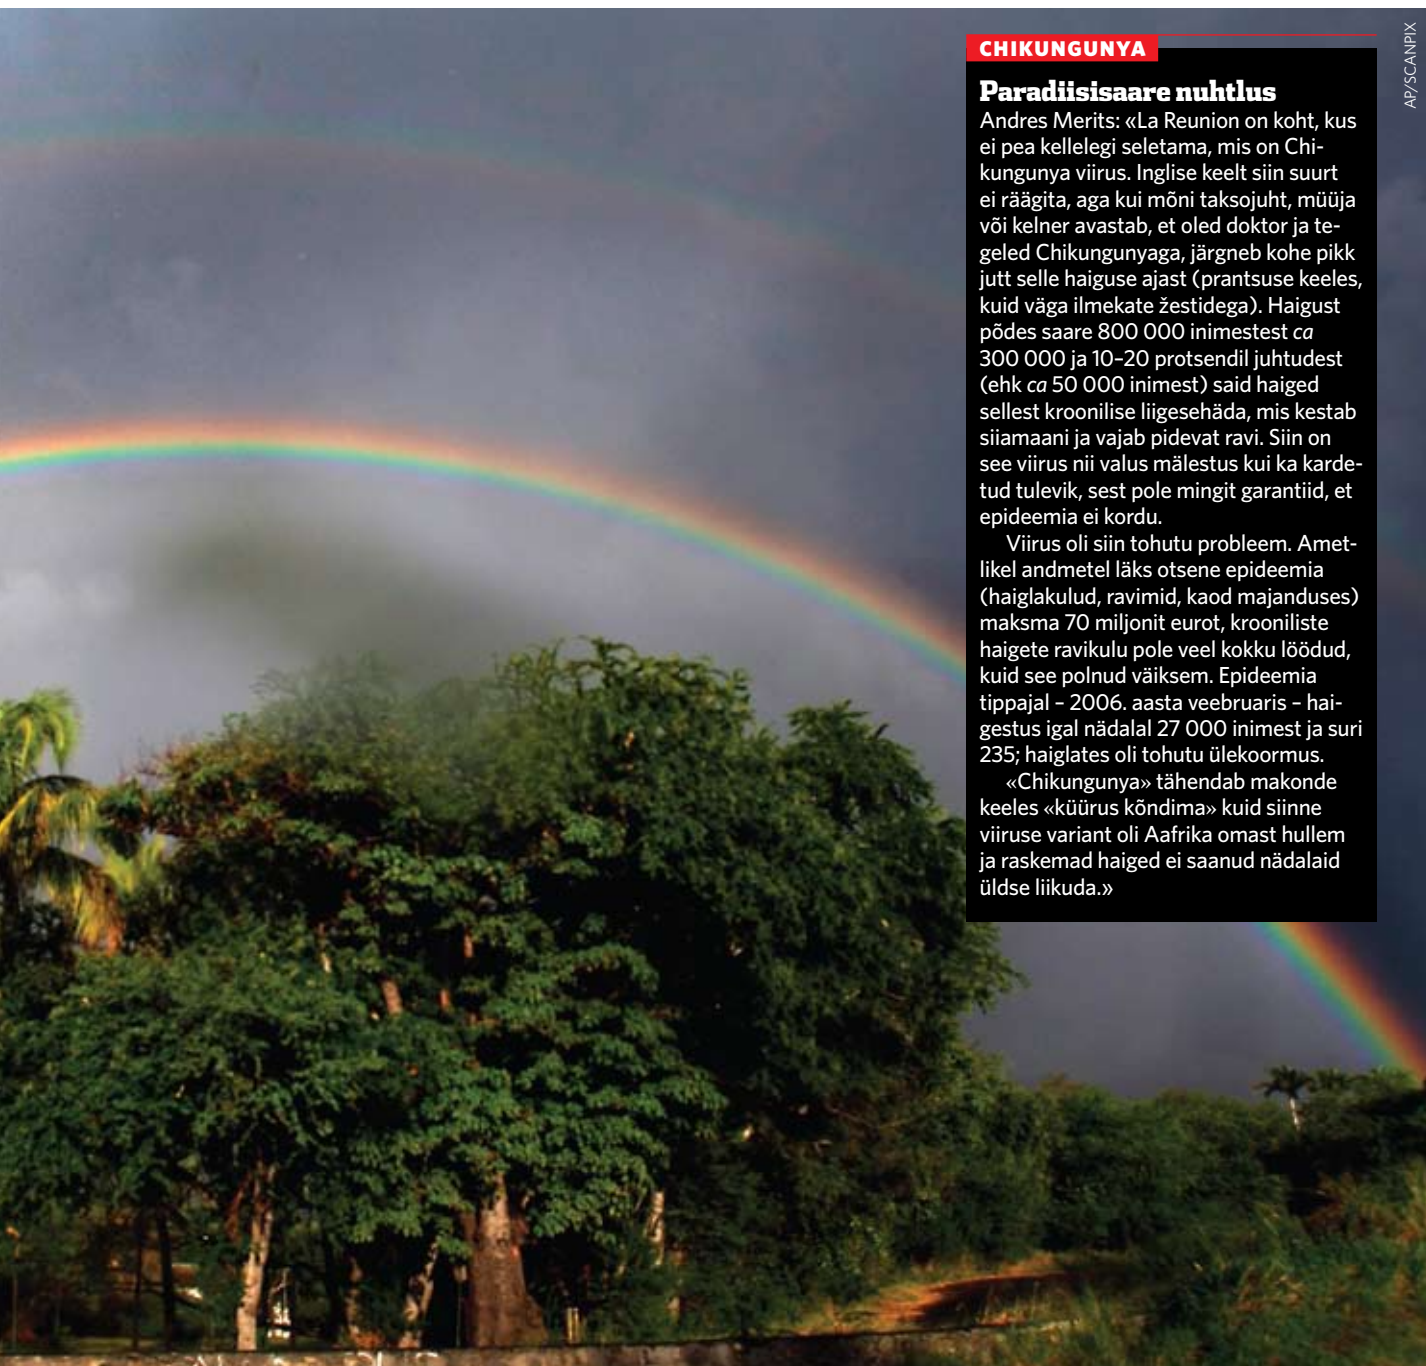 CHIKUNGUNYA
Paradiisisaare nuhtlus
Andres Merits: «La Reunion on koht, kus
ei pea kellelegi seletama, mis on Chi-
kungunya viirus. Inglise keelt siin suurt
ei räägita, aga kui mõni taksojuht, müüja
või kelner avastab, et oled doktor ja te-
geled Chikungunyaga, järgneb kohe pikk
jutt selle haiguse ajast (prantsuse keeles,
kuid väga ilmekate žestidega). Haigust
põdes saare 800 000 inimestest ca
300 000 ja 10–20 protsendil juhtudest
(ehk ca 50 000 inimest) said haiged
sellest kroonilise liigesehäda, mis kestab
siiamaani ja vajab pidevat ravi. Siin on
see viirus nii valus mälestus kui ka karde-
tud tulevik, sest pole mingit garantiid, et
epideemia ei kordu.
Viirus oli siin tohutu probleem. Amet-
likel andmetel läks otsene epideemia
(haiglakulud, ravimid, kaod majanduses)
maksma 70 miljonit eurot, krooniliste
haigete ravikulu pole veel kokku löödud,
kuid see polnud väiksem. Epideemia
tippajal – 2006. aasta veebruaris – hai-
gestus igal nädalal 27 000 inimest ja suri
235; haiglates oli tohutu ülekoormus.
«Chikungunya» tähendab makonde
keeles «küürus kõndima» kuid siinne
viiruse variant oli Aafrika omast hullem
ja raskemad haiged ei saanud nädalaid
üldse liikuda.»
AP/SCANPIX